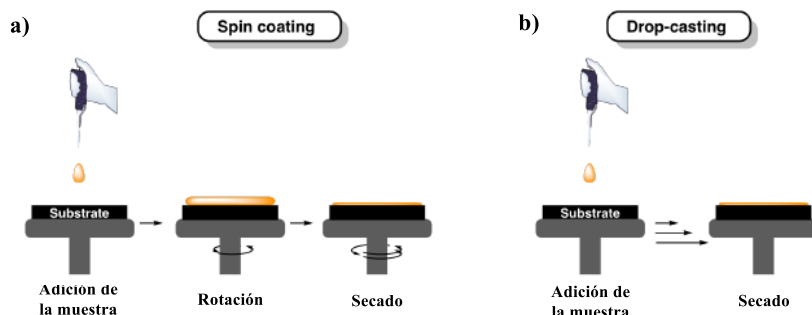 a)
Spin coating
Substrate
Adición de
la muestra
Rotación
Secado
b)
Drop-casting
Substrate
Adición de
la muestra
Secado